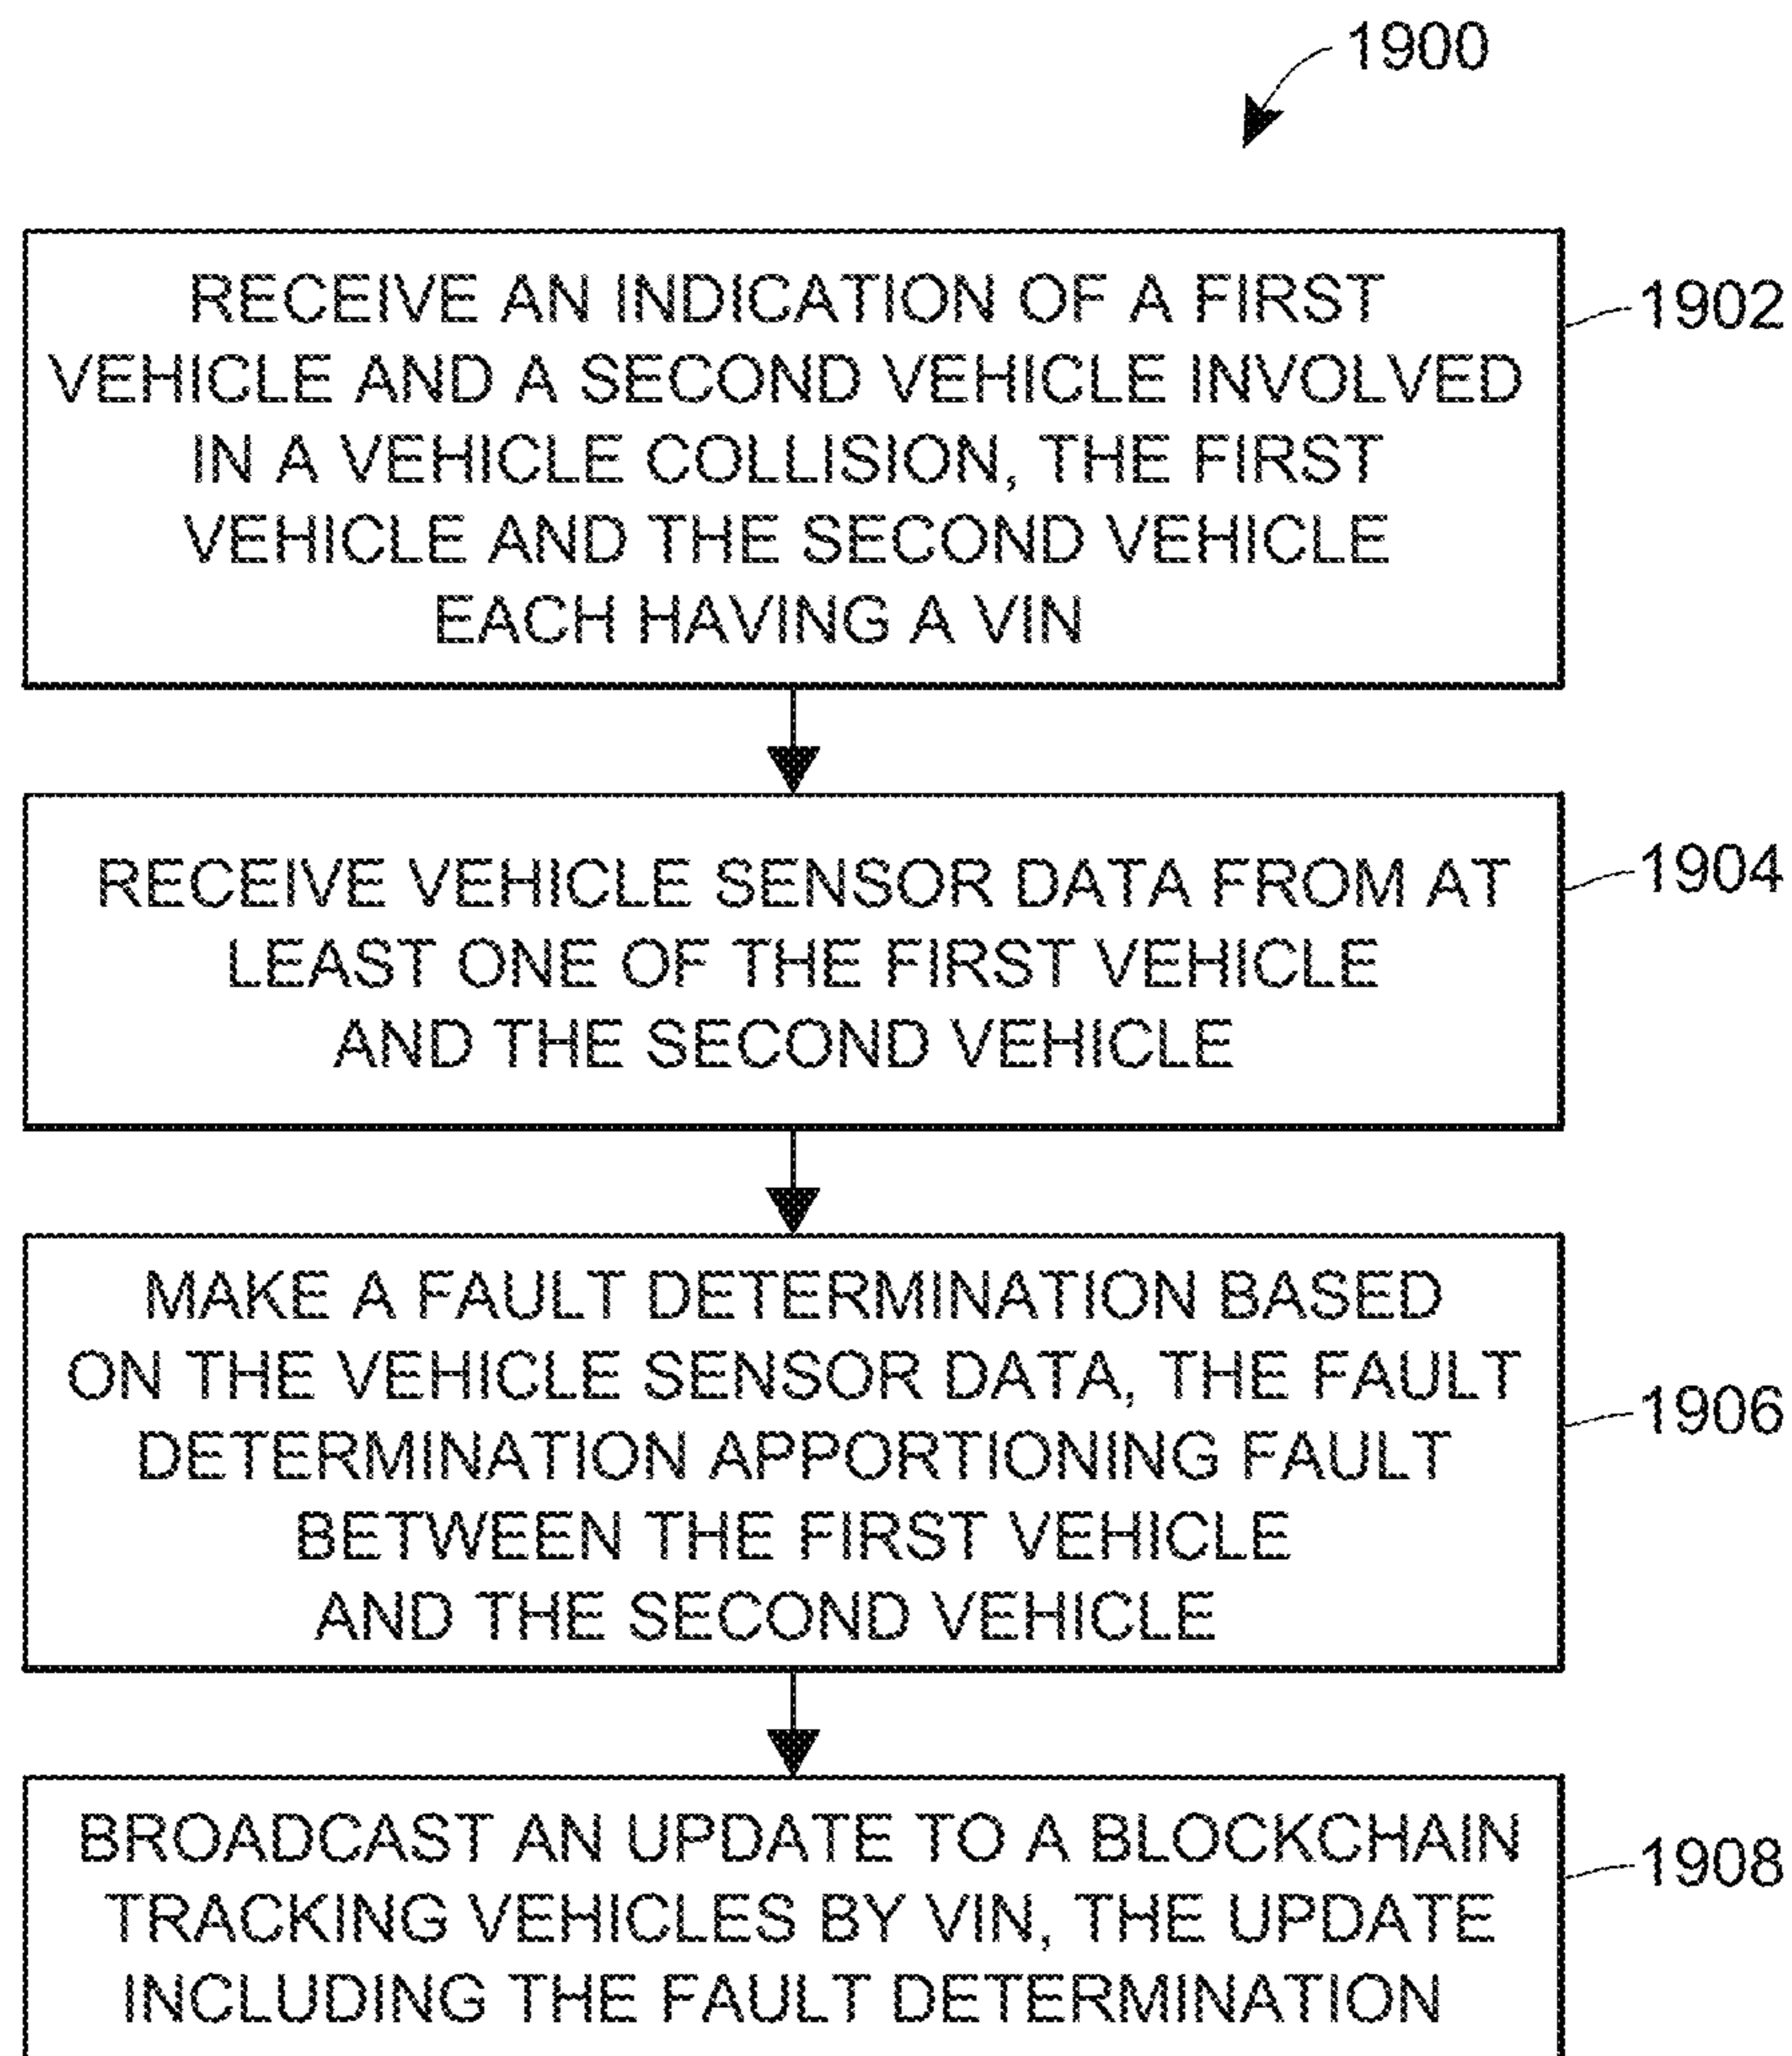 1900
RECEIVE AN INDICATION OF A FIRST
VEHICLE AND A SECOND VEHICLE INVOLVED
IN A VEHICLE COLLISION, THE FIRST
VEHICLE AND THE SECOND VEHICLE
EACH HAVING A VIN
1902
RECEIVE VEHICLE SENSOR DATA FROM AT
LEAST ONE OF THE FIRST VEHICLE
AND THE SECOND VEHICLE
1904
MAKE A FAULT DETERMINATION BASED
ON THE VEHICLE SENSOR DATA, THE FAULT
DETERMINATION APPORTIONING FAULT
BETWEEN THE FIRST VEHICLE
AND THE SECOND VEHICLE
1906
BROADCAST AN UPDATE TO A BLOCKCHAIN
TRACKING VEHICLES BY VIN, THE UPDATE
INCLUDING THE FAULT DETERMINATION
1908